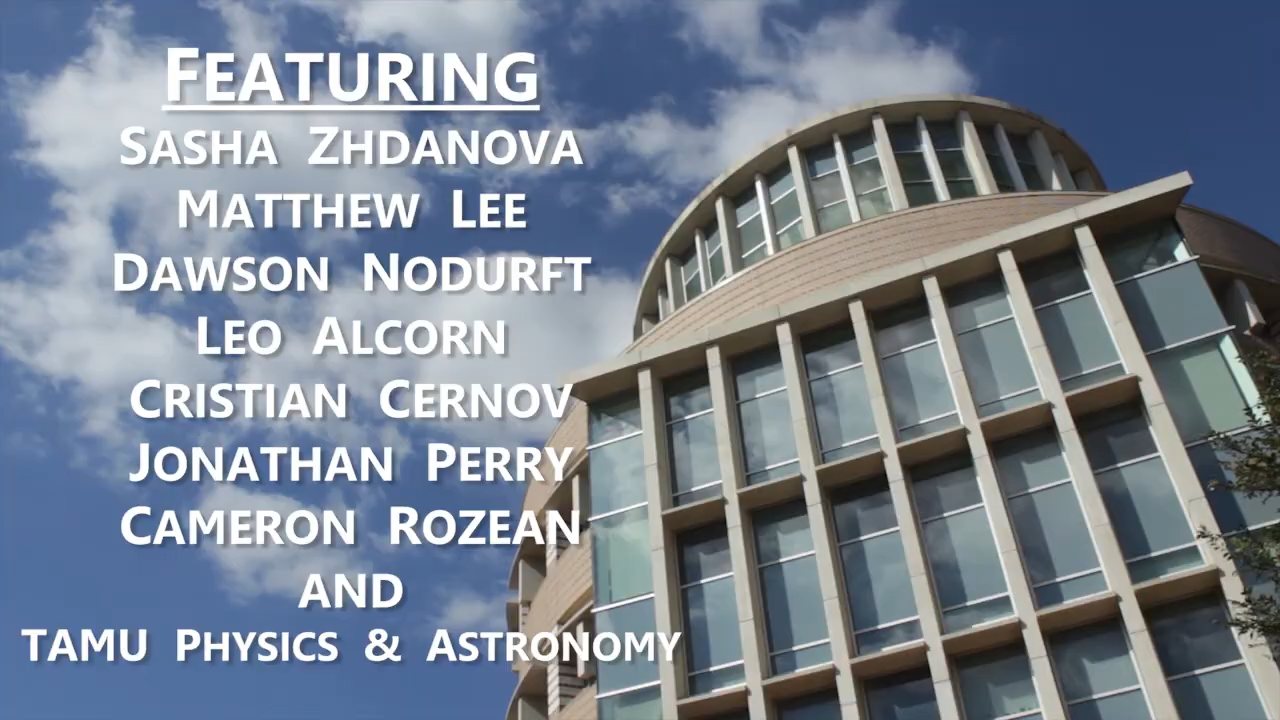 Featuring
Sasha Zhdanova
Matthew Lee
Dawson Nodurft
Leo Alcorn
Cristian Cernov
Jonathan Perry
Cameron Rozean
and
TAMU Physics & Astronomy